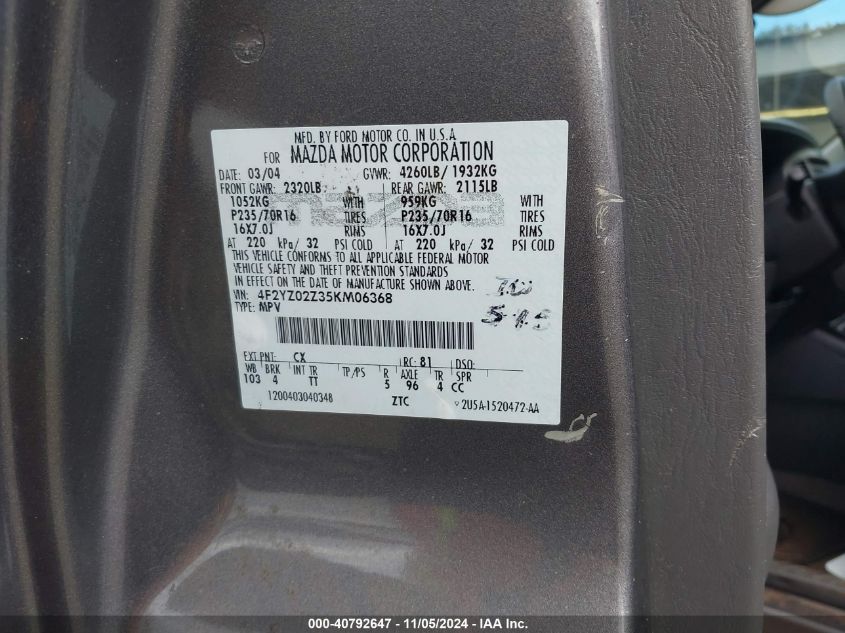 MFD. BY FORD MOTOR CO. IN U.S.A.
FOR MAZDA MOTOR CORPORATION
DATE: 03/04 GVWR: 4260LB/ 1932KG
FRONT GAWR: 2320LB REAR GAWR: 2115LB
1052KG WITH 959KG WITH
P235/70R16 TIRES P235/70R16 TIRES
16X7.0J RIMS 16X7.0J RIMS
AT 220 kPa/ 32 PSI COLD AT 220 kPa/ 32 PSI COLD
THIS VEHICLE CONFORMS TO ALL APPLICABLE FEDERAL MOTOR
VEHICLE SAFETY AND THEFT PREVENTION STANDARDS
IN EFFECT ON THE DATE OF MANUFACTURE SHOWN ABOVE.
VIN: 4F2YZ02Z35KM06368
TYPE: MPV
EXT PNT: CX RC: 81 DSO:
WB BRK INT TR TP/PS R AXLE TR SPR
103 4 TT 5 96 4 CC
1200403040348 ZTC 2U5A-1520472-AA
000-40792647 - 11/05/2024 - IAA Inc.